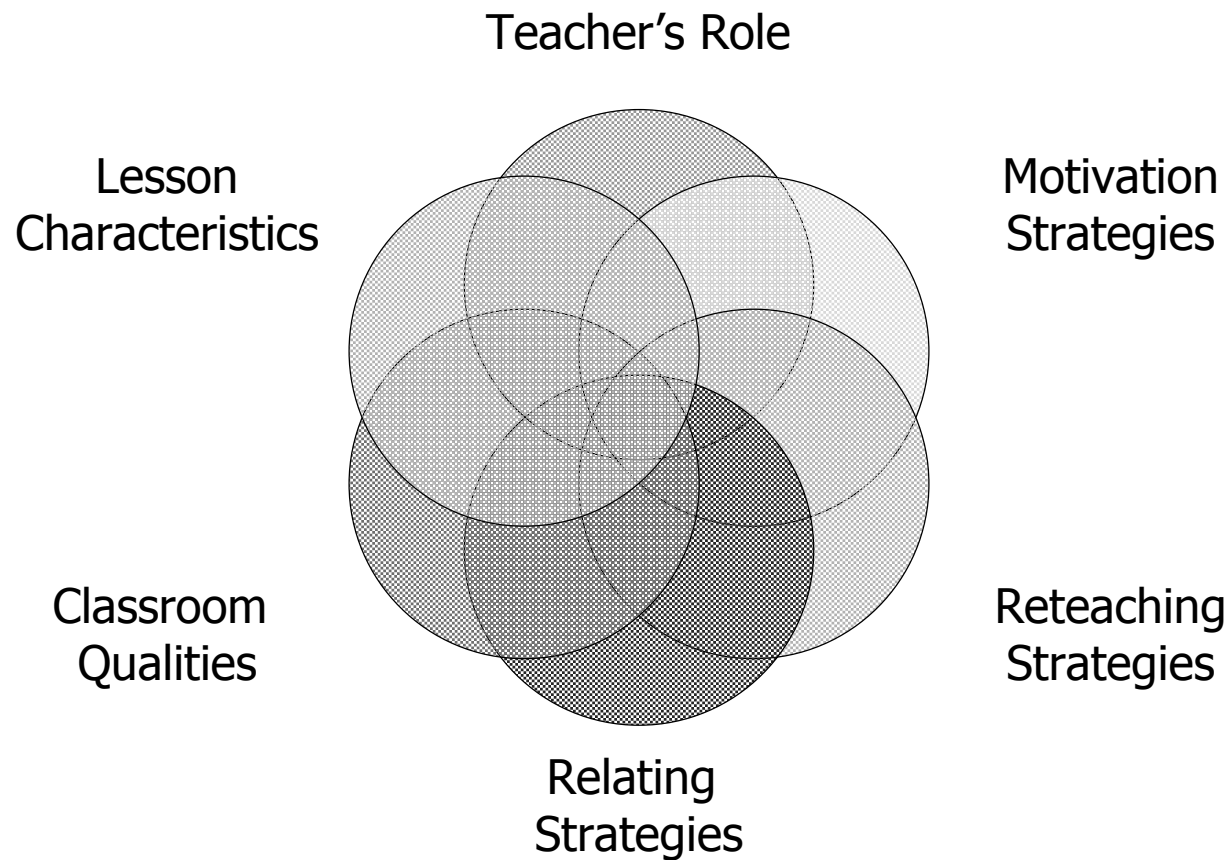 Teacher’s Role
Lesson
Characteristics
Motivation
Strategies
Classroom
Qualities
Reteaching
Strategies
Relating
Strategies